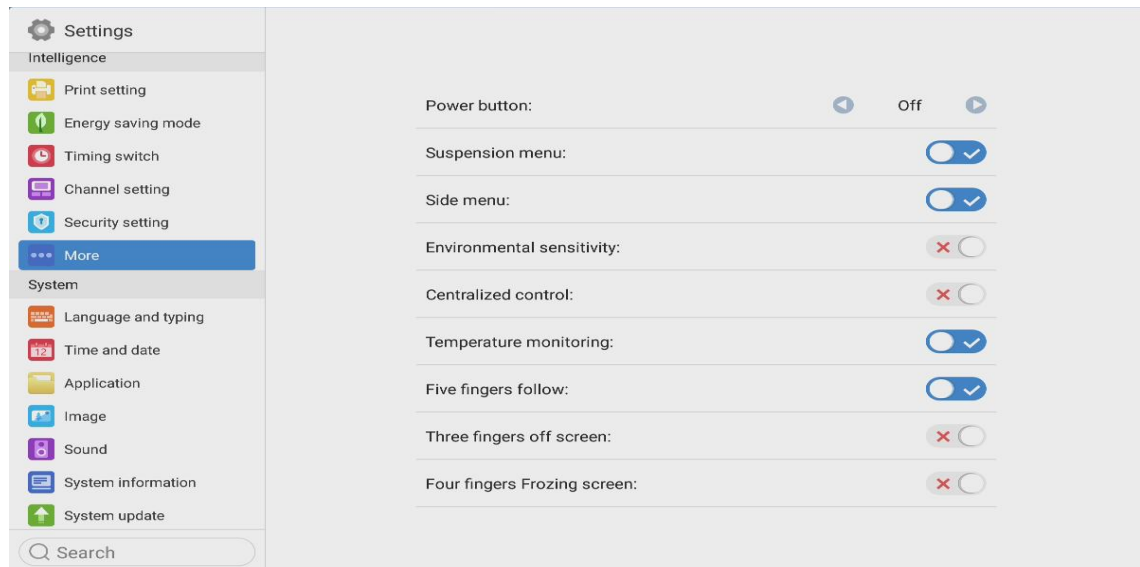 Settings
Intelligence
Print setting
Energy saving mode
Timing switch
Channel setting
Security setting
More
System
Language and typing
12
Time and date
Application
Image
Sound
System information
System update
Search
Power button:
Off
Suspension menu:
Side menu:
Environmental sensitivity:
Centralized control:
Temperature monitoring:
Five fingers follow:
Three fingers off screen:
Four fingers Frozing screen: